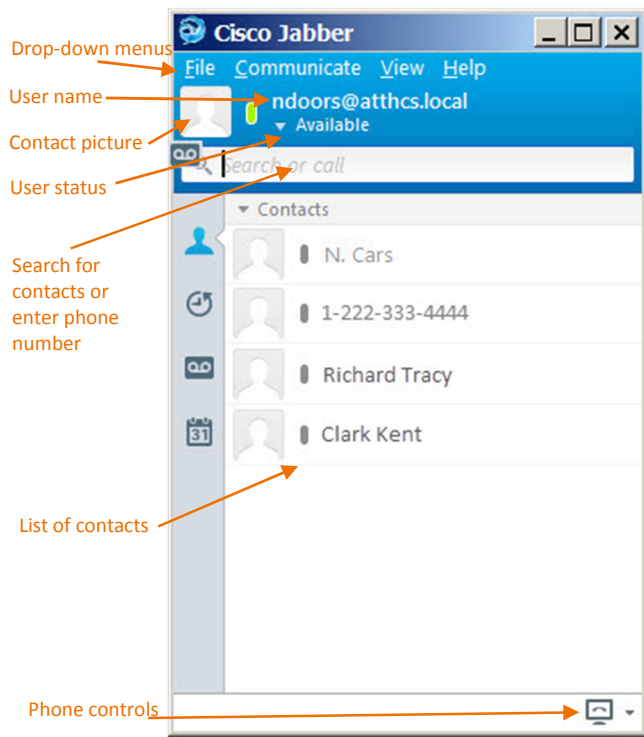 Cisco Jabber
Drop-down menus
File Communicate View Help
User name
ndoors@atthcs.local
Available
Contact picture
User status
Search or call
Contacts
N. Cars
Search for
contacts or
enter phone
number
1-222-333-4444
Richard Tracy
31
Clark Kent
List of contacts
Phone controls